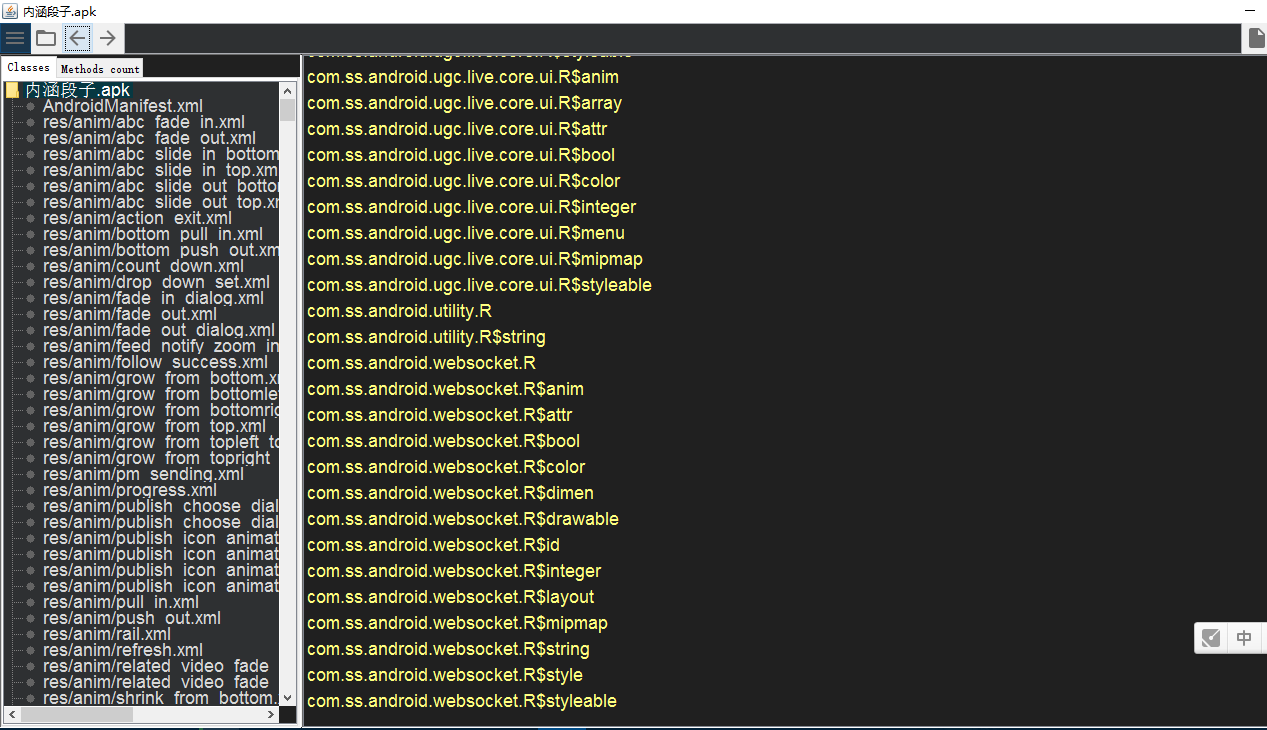 内涵段子.apk
Classes
Methods count
内涵段子.apk
AndroidManifest.xml
res/anim/abc_fade_in.xml
res/anim/abc_fade_out.xml
res/anim/abc_slide_in_bottom
res/anim/abc_slide_in_top.xm
res/anim/abc_slide_out_botto
res/anim/abc_slide_out_top.x
res/anim/action_exit.xml
res/anim/bottom_pull_in.xml
res/anim/bottom_push_out.xm
res/anim/count_down.xml
res/anim/drop_down_set.xml
res/anim/fade_in_dialog.xml
res/anim/fade_out.xml
res/anim/fade_out_dialog.xml
res/anim/feed_notify_zoom_in
res/anim/follow_success.xml
res/anim/grow_from_bottom.x
res/anim/grow_from_bottomle
res/anim/grow_from_bottomrig
res/anim/grow_from_top.xml
res/anim/grow_from_topleft_to
res/anim/grow_from_topright_
res/anim/pm_sending.xml
res/anim/progress.xml
res/anim/publish_choose_dial
res/anim/publish_choose_dial
res/anim/publish_icon_animat
res/anim/publish_icon_animat
res/anim/publish_icon_animat
res/anim/publish_icon_animat
res/anim/pull_in.xml
res/anim/push_out.xml
res/anim/rail.xml
res/anim/refresh.xml
res/anim/related_video_fade_
res/anim/related_video_fade_
res/anim/shrink_from_bottom.
com.ss.android.ugc.live.core.ui.R$anim
com.ss.android.ugc.live.core.ui.R$array
com.ss.android.ugc.live.core.ui.R$attr
com.ss.android.ugc.live.core.ui.R$bool
com.ss.android.ugc.live.core.ui.R$color
com.ss.android.ugc.live.core.ui.R$integer
com.ss.android.ugc.live.core.ui.R$menu
com.ss.android.ugc.live.core.ui.R$mipmap
com.ss.android.ugc.live.core.ui.R$styleable
com.ss.android.utility.R
com.ss.android.utility.R$string
com.ss.android.websocket.R
com.ss.android.websocket.R$anim
com.ss.android.websocket.R$attr
com.ss.android.websocket.R$bool
com.ss.android.websocket.R$color
com.ss.android.websocket.R$dimen
com.ss.android.websocket.R$drawable
com.ss.android.websocket.R$id
com.ss.android.websocket.R$integer
com.ss.android.websocket.R$layout
com.ss.android.websocket.R$mipmap
com.ss.android.websocket.R$string
com.ss.android.websocket.R$style
com.ss.android.websocket.R$styleable
中